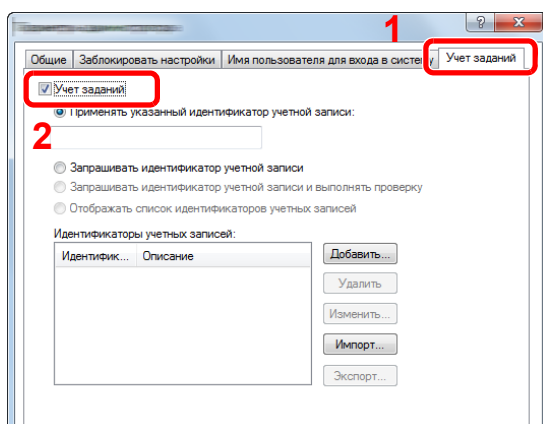 1
Общие Заблокировать настройки Имя пользователя для входа в систему Учет заданий
Учет заданий
Применять указанный идентификатор учетной записи:
2
Запрашивать идентификатор учетной записи
Запрашивать идентификатор учетной записи и выполнять проверку
Отображать список идентификаторов учетных записей
Идентификаторы учетных записей:
Идентифик... Описание
Добавить...
Удалить
Изменить...
Импорт...
Экспорт...